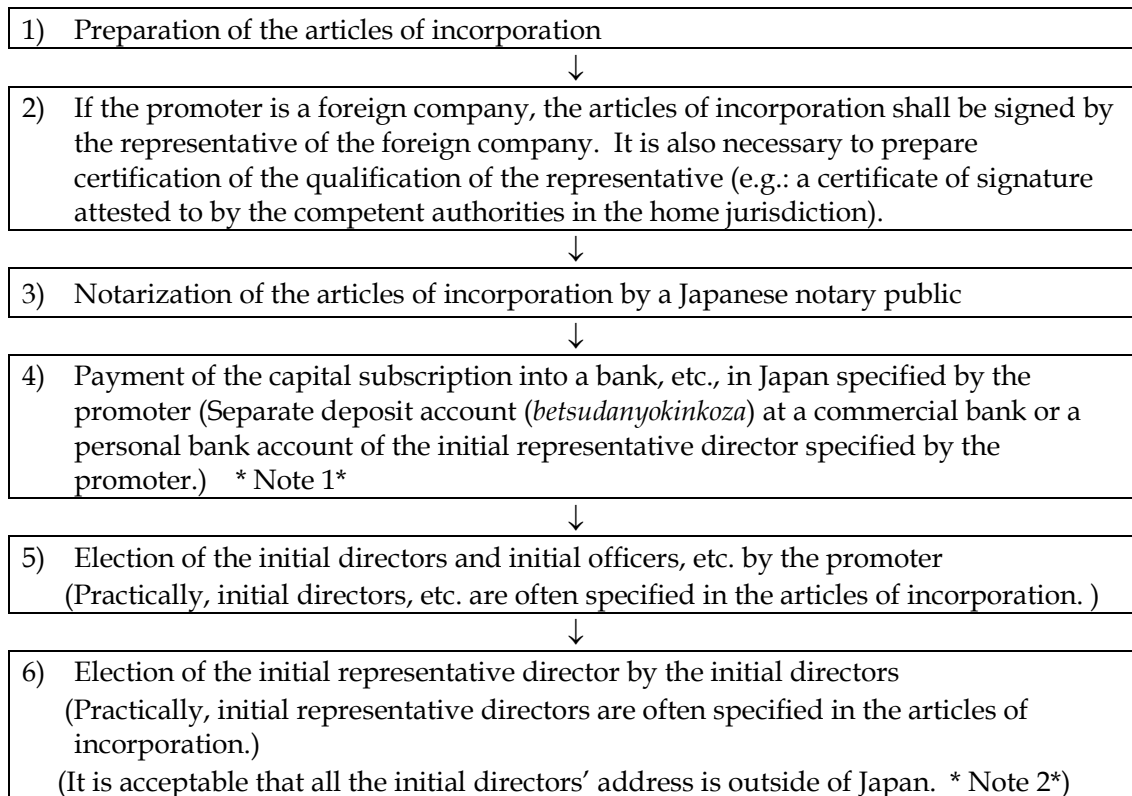 1) Preparation of the articles of incorporation
↓
2) If the promoter is a foreign company, the articles of incorporation shall be signed by
the representative of the foreign company. It is also necessary to prepare
certification of the qualification of the representative (e.g.: a certificate of signature
attested to by the competent authorities in the home jurisdiction).
↓
3) Notarization of the articles of incorporation by a Japanese notary public
↓
4) Payment of the capital subscription into a bank, etc., in Japan specified by the
promoter (Separate deposit account (betsudanyokinkoza) at a commercial bank or a
personal bank account of the initial representative director specified by the
promoter.) * Note 1*
↓
5) Election of the initial directors and initial officers, etc. by the promoter
(Practically, initial directors, etc. are often specified in the articles of incorporation. )
↓
6) Election of the initial representative director by the initial directors
(Practically, initial representative directors are often specified in the articles of
incorporation.)
(It is acceptable that all the initial directors’ address is outside of Japan. * Note 2*)